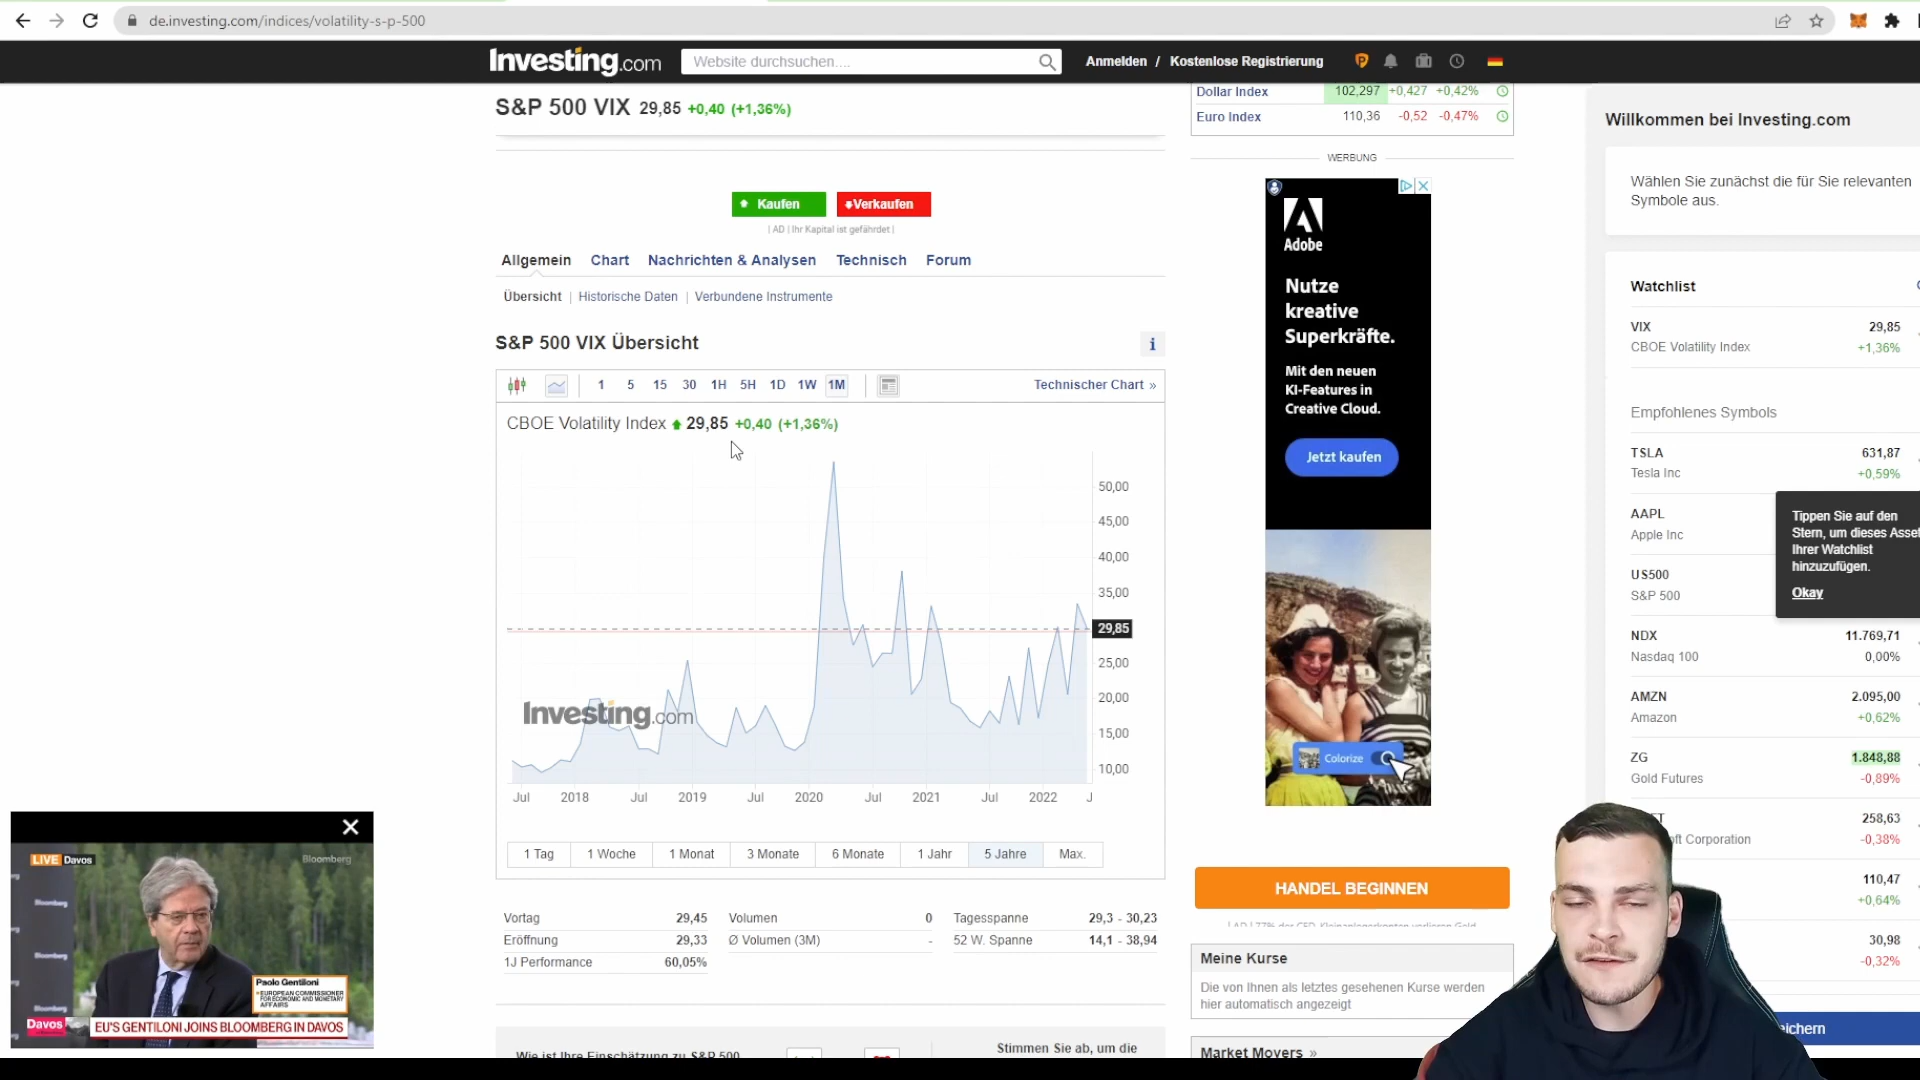 de.investing.com/indices/volatility-s-p-500
Investing.com
Website durchsuchen....
Anmelden / Kostenlose Registrierung
S&P 500 VIX 29,85 +0,40 (+1,36%)
Kaufen
Verkaufen
| AD | Ihr Kapital ist gefährdet |
Allgemein Chart Nachrichten & Analysen Technisch Forum
Übersicht | Historische Daten | Verbundene Instrumente
S&P 500 VIX Übersicht
1 5 15 30 1H 5H 1D 1W 1M
Technischer Chart »
CBOE Volatility Index 29,85 +0,40 (+1,36%)
50,00
45,00
40,00
35,00
29,85
25,00
20,00
15,00
10,00
Investing.com
Jul 2018 Jul 2019 Jul 2020 Jul 2021 Jul 2022 J
1 Tag 1 Woche 1 Monat 3 Monate 6 Monate 1 Jahr 5 Jahre Max.
Vortag 29,45 Volumen 0 Tagesspanne 29,3 - 30,23
Eröffnung 29,33 Ø Volumen (3M) - 52 W. Spanne 14,1 - 38,94
1J Performance 60,05%
Wie ist Ihre Einschätzung zu S&P 500
Stimmen Sie ab, um die
Dollar Index 102,297 +0,427 +0,42%
Euro Index 110,36 -0,52 -0,47%
WERBUNG
Adobe
Nutze
kreative
Superkräfte.
Mit den neuen
KI-Features in
Creative Cloud.
Jetzt kaufen
Colorize
HANDEL BEGINNEN
Meine Kurse
Die von Ihnen als letztes gesehenen Kurse werden
hier automatisch angezeigt
Market Movers »
Willkommen bei Investing.com
Wählen Sie zunächst die für Sie relevanten
Symbole aus.
Watchlist
VIX 29,85
CBOE Volatility Index +1,36%
Empfohlenes Symbols
TSLA 631,87
Tesla Inc +0,59%
AAPL
Apple Inc
US500
S&P 500
Tippen Sie auf den
Stern, um dieses Asset
Ihrer Watchlist
hinzuzufügen.
Okay
NDX 11.769,71
Nasdaq 100 0,00%
AMZN 2.095,00
Amazon +0,62%
ZG 1.848,88
Gold Futures -0,89%
258,63
oft Corporation -0,38%
110,47
+0,64%
30,98
-0,32%
eichern
LIVE Davos
Bloomberg
Paolo Gentiloni
EUROPEAN COMMISSIONER
FOR ECONOMIC AND MONETARY
AFFAIRS
Davos
EU'S GENTILONI JOINS BLOOMBERG IN DAVOS